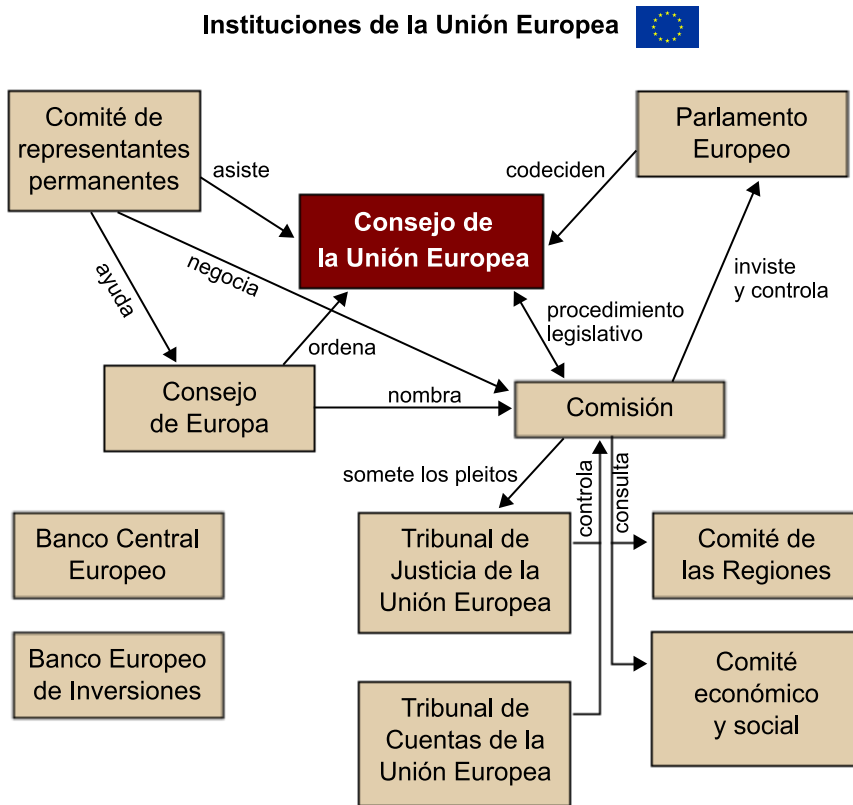 Instituciones de la Unión Europea
Comité de
representantes
permanentes
Parlamento
Europeo
asiste
codeciden
Consejo de
la Unión Europea
ayuda
negocia
inviste
y controla
procedimiento
legislativo
ordena
Consejo
de Europa
nombra
Comisión
somete los pleitos
controla
consulta
Banco Central
Europeo
Tribunal de
Justicia de la
Unión Europea
Comité de
las Regiones
Banco Europeo
de Inversiones
Comité
económico
y social
Tribunal de
Cuentas de la
Unión Europea